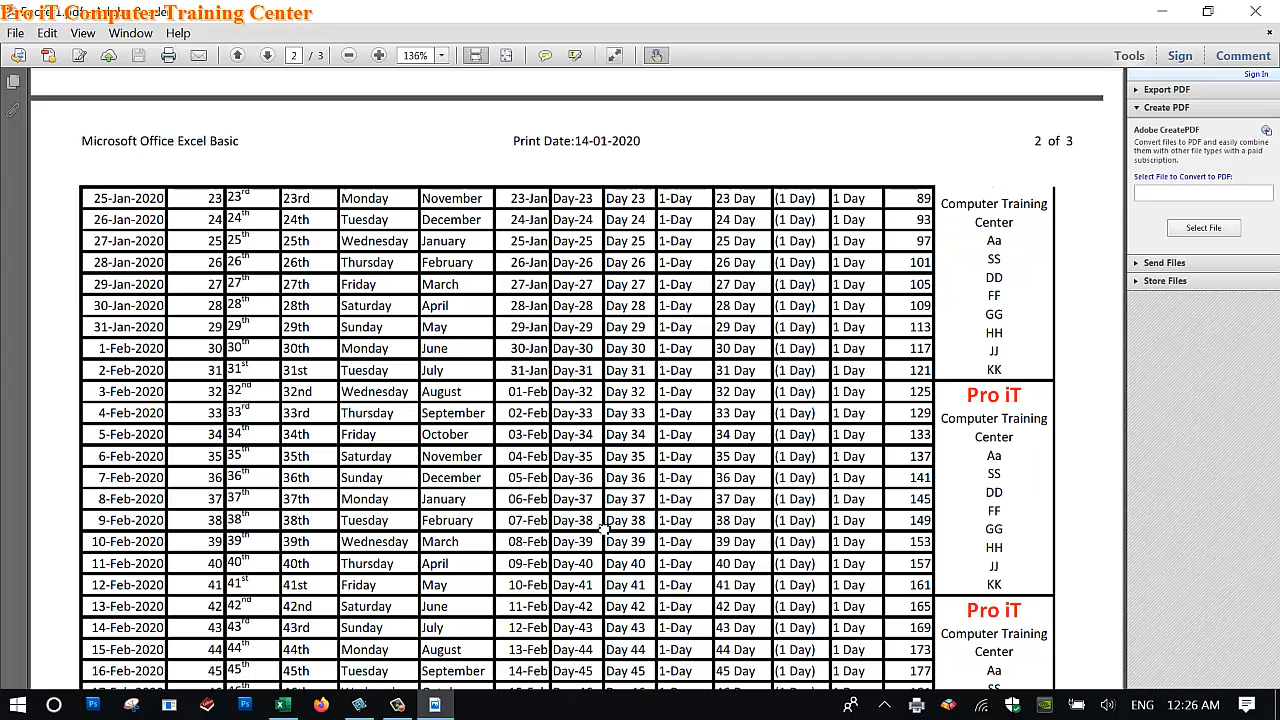 Pro iT Computer Training Center
File Edit View Window Help
2 / 3 136% Tools Sign Comment
Sign In
Export PDF
Create PDF
Adobe CreatePDF
Convert files to PDF and easily combine
them with other file types with a paid
subscription.
Select File to Convert to PDF:
Select File
Send Files
Store Files
Microsoft Office Excel Basic Print Date:14-01-2020 2 of 3
25-Jan-2020 23 23rd 23rd Monday November 23-Jan Day-23 Day 23 1-Day 23 Day (1 Day) 1 Day 89
26-Jan-2020 24 24th 24th Tuesday December 24-Jan Day-24 Day 24 1-Day 24 Day (1 Day) 1 Day 93
27-Jan-2020 25 25th 25th Wednesday January 25-Jan Day-25 Day 25 1-Day 25 Day (1 Day) 1 Day 97
28-Jan-2020 26 26th 26th Thursday February 26-Jan Day-26 Day 26 1-Day 26 Day (1 Day) 1 Day 101
29-Jan-2020 27 27th 27th Friday March 27-Jan Day-27 Day 27 1-Day 27 Day (1 Day) 1 Day 105
30-Jan-2020 28 28th 28th Saturday April 28-Jan Day-28 Day 28 1-Day 28 Day (1 Day) 1 Day 109
31-Jan-2020 29 29th 29th Sunday May 29-Jan Day-29 Day 29 1-Day 29 Day (1 Day) 1 Day 113
1-Feb-2020 30 30th 30th Monday June 30-Jan Day-30 Day 30 1-Day 30 Day (1 Day) 1 Day 117
2-Feb-2020 31 31st 31st Tuesday July 31-Jan Day-31 Day 31 1-Day 31 Day (1 Day) 1 Day 121
3-Feb-2020 32 32nd 32nd Wednesday August 01-Feb Day-32 Day 32 1-Day 32 Day (1 Day) 1 Day 125
4-Feb-2020 33 33rd 33rd Thursday September 02-Feb Day-33 Day 33 1-Day 33 Day (1 Day) 1 Day 129
5-Feb-2020 34 34th 34th Friday October 03-Feb Day-34 Day 34 1-Day 34 Day (1 Day) 1 Day 133
6-Feb-2020 35 35th 35th Saturday November 04-Feb Day-35 Day 35 1-Day 35 Day (1 Day) 1 Day 137
7-Feb-2020 36 36th 36th Sunday December 05-Feb Day-36 Day 36 1-Day 36 Day (1 Day) 1 Day 141
8-Feb-2020 37 37th 37th Monday January 06-Feb Day-37 Day 37 1-Day 37 Day (1 Day) 1 Day 145
9-Feb-2020 38 38th 38th Tuesday February 07-Feb Day-38 Day 38 1-Day 38 Day (1 Day) 1 Day 149
10-Feb-2020 39 39th 39th Wednesday March 08-Feb Day-39 Day 39 1-Day 39 Day (1 Day) 1 Day 153
11-Feb-2020 40 40th 40th Thursday April 09-Feb Day-40 Day 40 1-Day 40 Day (1 Day) 1 Day 157
12-Feb-2020 41 41st 41st Friday May 10-Feb Day-41 Day 41 1-Day 41 Day (1 Day) 1 Day 161
13-Feb-2020 42 42nd 42nd Saturday June 11-Feb Day-42 Day 42 1-Day 42 Day (1 Day) 1 Day 165
14-Feb-2020 43 43rd 43rd Sunday July 12-Feb Day-43 Day 43 1-Day 43 Day (1 Day) 1 Day 169
15-Feb-2020 44 44th 44th Monday August 13-Feb Day-44 Day 44 1-Day 44 Day (1 Day) 1 Day 173
16-Feb-2020 45 45th 45th Tuesday September 14-Feb Day-45 Day 45 1-Day 45 Day (1 Day) 1 Day 177
Computer Training
Center
Aa
SS
DD
FF
GG
HH
JJ
KK
Pro iT
Computer Training
Center
Aa
SS
DD
FF
GG
HH
JJ
KK
Pro iT
Computer Training
Center
Aa
SS
ENG 12:26 AM